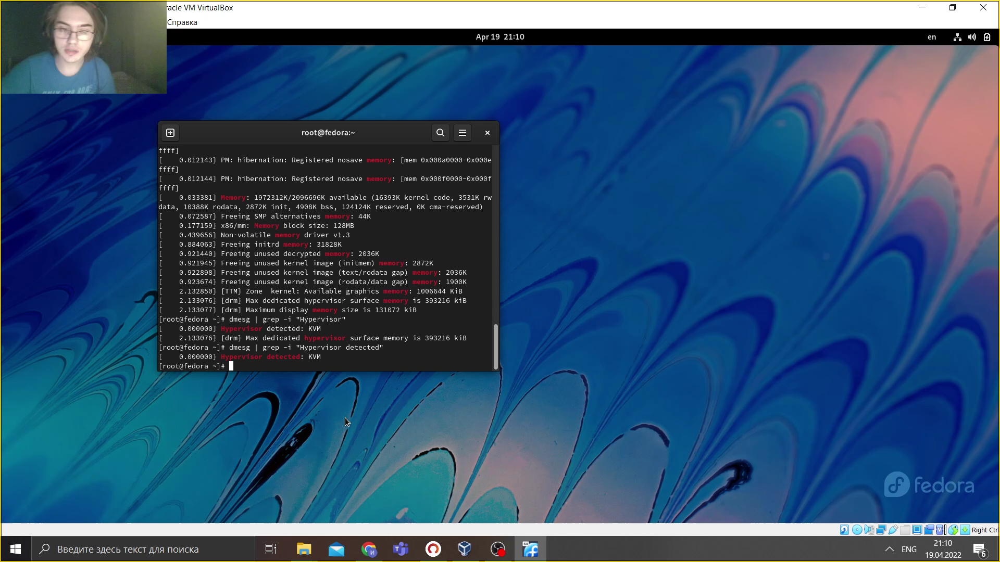 racle VM VirtualBox
Справка
Apr 19 21:10
en
root@fedora:~
ffff]
[    0.012143] PM: hibernation: Registered nosave memory: [mem 0x000a0000-0x000e
ffff]
[    0.012144] PM: hibernation: Registered nosave memory: [mem 0x000f0000-0x000f
ffff]
[    0.033381] Memory: 1972312K/2096696K available (16393K kernel code, 3531K rw
data, 10388K rodata, 2872K init, 4908K bss, 124124K reserved, 0K cma-reserved)
[    0.072587] Freeing SMP alternatives memory: 44K
[    0.177159] x86/mm: Memory block size: 128MB
[    0.439656] Non-volatile memory driver v1.3
[    0.884063] Freeing initrd memory: 31828K
[    0.921440] Freeing unused decrypted memory: 2036K
[    0.921945] Freeing unused kernel image (initmem) memory: 2872K
[    0.922898] Freeing unused kernel image (text/rodata gap) memory: 2036K
[    0.923674] Freeing unused kernel image (rodata/data gap) memory: 1900K
[    2.132850] [TTM] Zone  kernel: Available graphics memory: 1006644 KiB
[    2.133076] [drm] Max dedicated hypervisor surface memory is 393216 kiB
[    2.133077] [drm] Maximum display memory size is 131072 kiB
[root@fedora ~]# dmesg | grep -i "Hypervisor"
[    0.000000] Hypervisor detected: KVM
[    2.133076] [drm] Max dedicated hypervisor surface memory is 393216 kiB
[root@fedora ~]# dmesg | grep -i "Hypervisor detected"
[    0.000000] Hypervisor detected: KVM
[root@fedora ~]#
fedora
Right Ctr
Введите здесь текст для поиска
64
ENG
21:10
19.04.2022
6